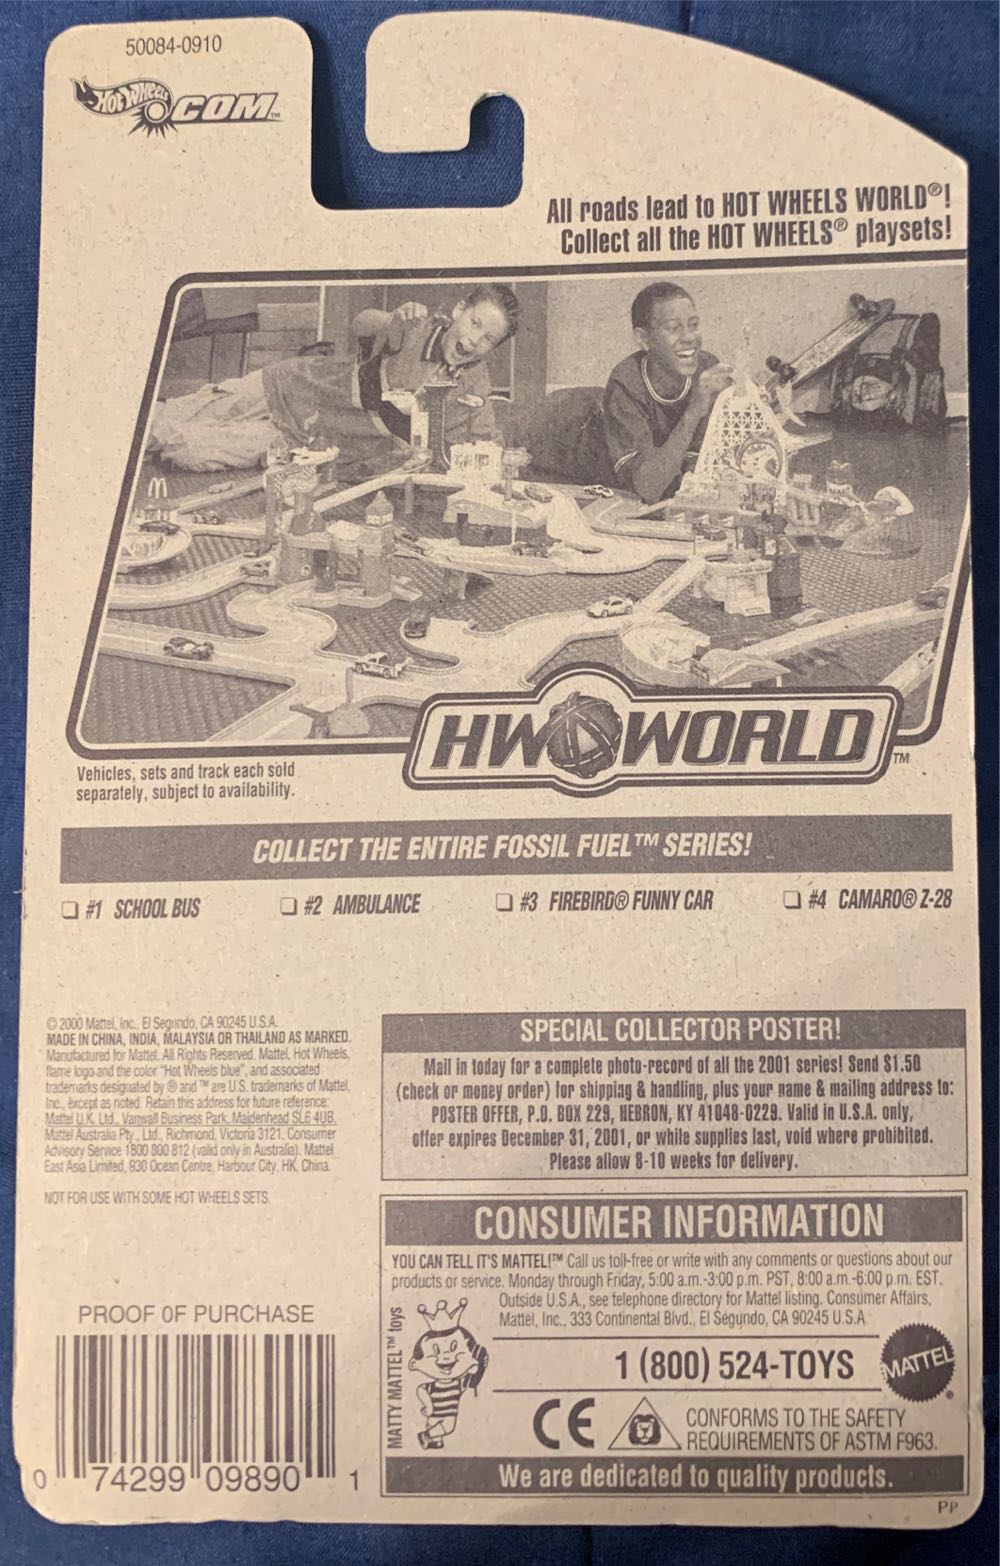 50084-0910
HOT WHEELS .COM™
All roads lead to HOT WHEELS WORLD®!
Collect all the HOT WHEELS® playsets!
HW WORLD™
Vehicles, sets and track each sold
separately, subject to availability.
COLLECT THE ENTIRE FOSSIL FUEL™ SERIES!
#1 SCHOOL BUS
#2 AMBULANCE
#3 FIREBIRD® FUNNY CAR
#4 CAMARO® Z-28
© 2000 Mattel, Inc., El Segundo, CA 90245 U.S.A.
MADE IN CHINA, INDIA, MALAYSIA OR THAILAND AS MARKED.
Manufactured for Mattel. All Rights Reserved. Mattel, Hot Wheels,
flame logo and the color "Hot Wheels blue", and associated
trademarks designated by ® and ™ are U.S. trademarks of Mattel,
Inc., except as noted. Retain this address for future reference:
Mattel U.K. Ltd., Vanwall Business Park, Maidenhead SL6 4UB.
Mattel Australia Pty., Ltd., Richmond, Victoria 3121. Consumer
Advisory Service 1800 800 812 (valid only in Australia). Mattel
East Asia Limited, 930 Ocean Centre, Harbour City, HK, China.
NOT FOR USE WITH SOME HOT WHEELS SETS.
SPECIAL COLLECTOR POSTER!
Mail in today for a complete photo-record of all the 2001 series! Send $1.50
(check or money order) for shipping & handling, plus your name & mailing address to:
POSTER OFFER, P.O. BOX 229, HEBRON, KY 41048-0229. Valid in U.S.A. only,
offer expires December 31, 2001, or while supplies last, void where prohibited.
Please allow 8-10 weeks for delivery.
CONSUMER INFORMATION
YOU CAN TELL IT'S MATTEL!™ Call us toll-free or write with any comments or questions about our
products or service. Monday through Friday, 5:00 a.m.-3:00 p.m. PST, 8:00 a.m.-6:00 p.m. EST.
Outside U.S.A., see telephone directory for Mattel listing. Consumer Affairs,
Mattel, Inc., 333 Continental Blvd., El Segundo, CA 90245 U.S.A.
MATTY MATTEL™ toys
1 (800) 524-TOYS
MATTEL®
CE
CONFORMS TO THE SAFETY
REQUIREMENTS OF ASTM F963.
We are dedicated to quality products.
PROOF OF PURCHASE
0 74299 09890 1
PP